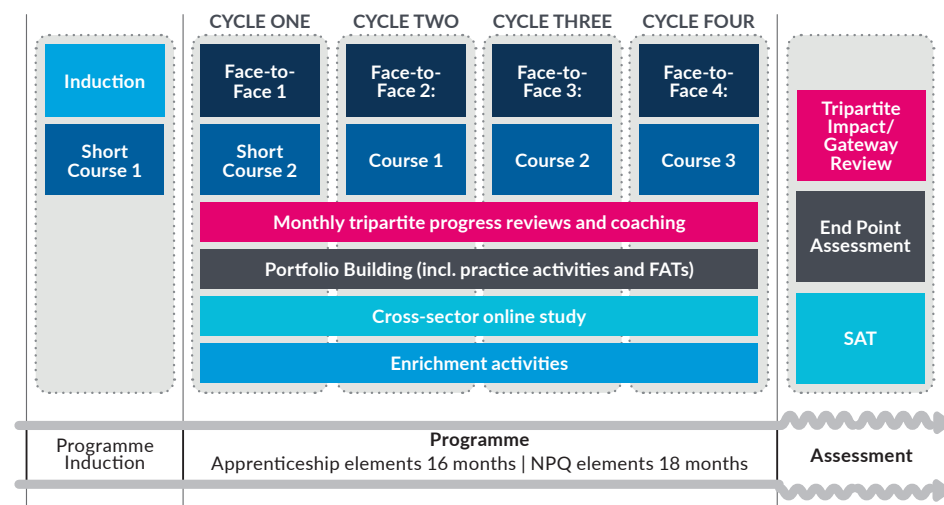 CYCLE ONE
CYCLE TWO
CYCLE THREE
CYCLE FOUR
Induction
Short
Course 1
Face-to-
Face 1
Face-to-
Face 2:
Face-to-
Face 3:
Face-to-
Face 4:
Short
Course 2
Course 1
Course 2
Course 3
Monthly tripartite progress reviews and coaching
Portfolio Building (incl. practice activities and FATs)
Cross-sector online study
Enrichment activities
Tripartite
Impact/
Gateway
Review
End Point
Assessment
SAT
Programme
Induction
Programme
Apprenticeship elements 16 months | NPQ elements 18 months
Assessment